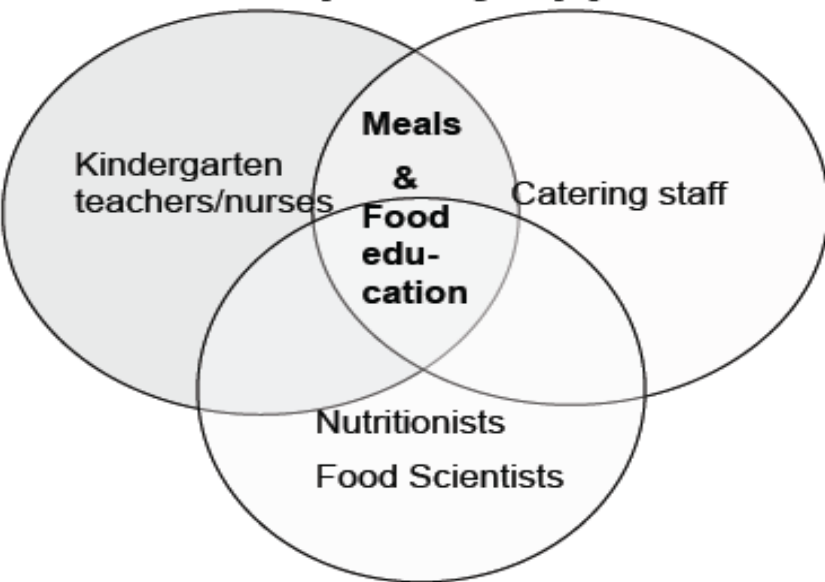 Kindergarten
teachers/nurses
Meals
&
Food
edu-
cation
Catering staff
Nutritionists
Food Scientists